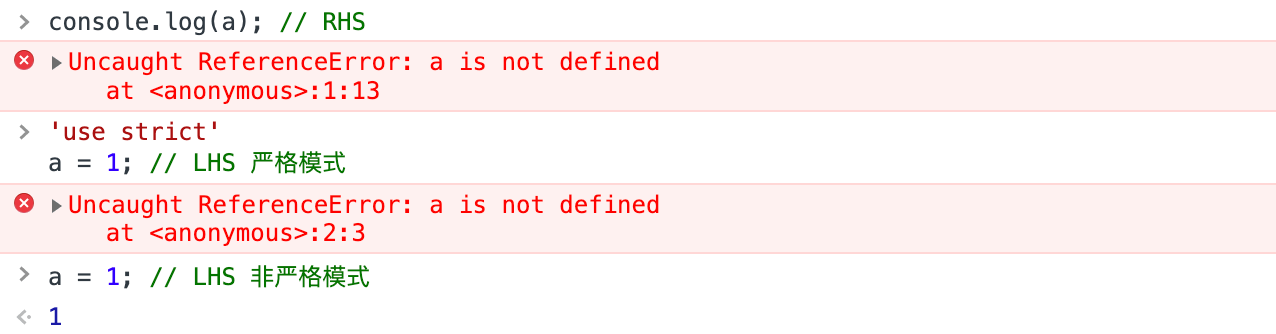 console.log(a); // RHS
Uncaught ReferenceError: a is not defined
at <anonymous>:1:13
'use strict'
a = 1; // LHS 严格模式
Uncaught ReferenceError: a is not defined
at <anonymous>:2:3
a = 1; // LHS 非严格模式
1